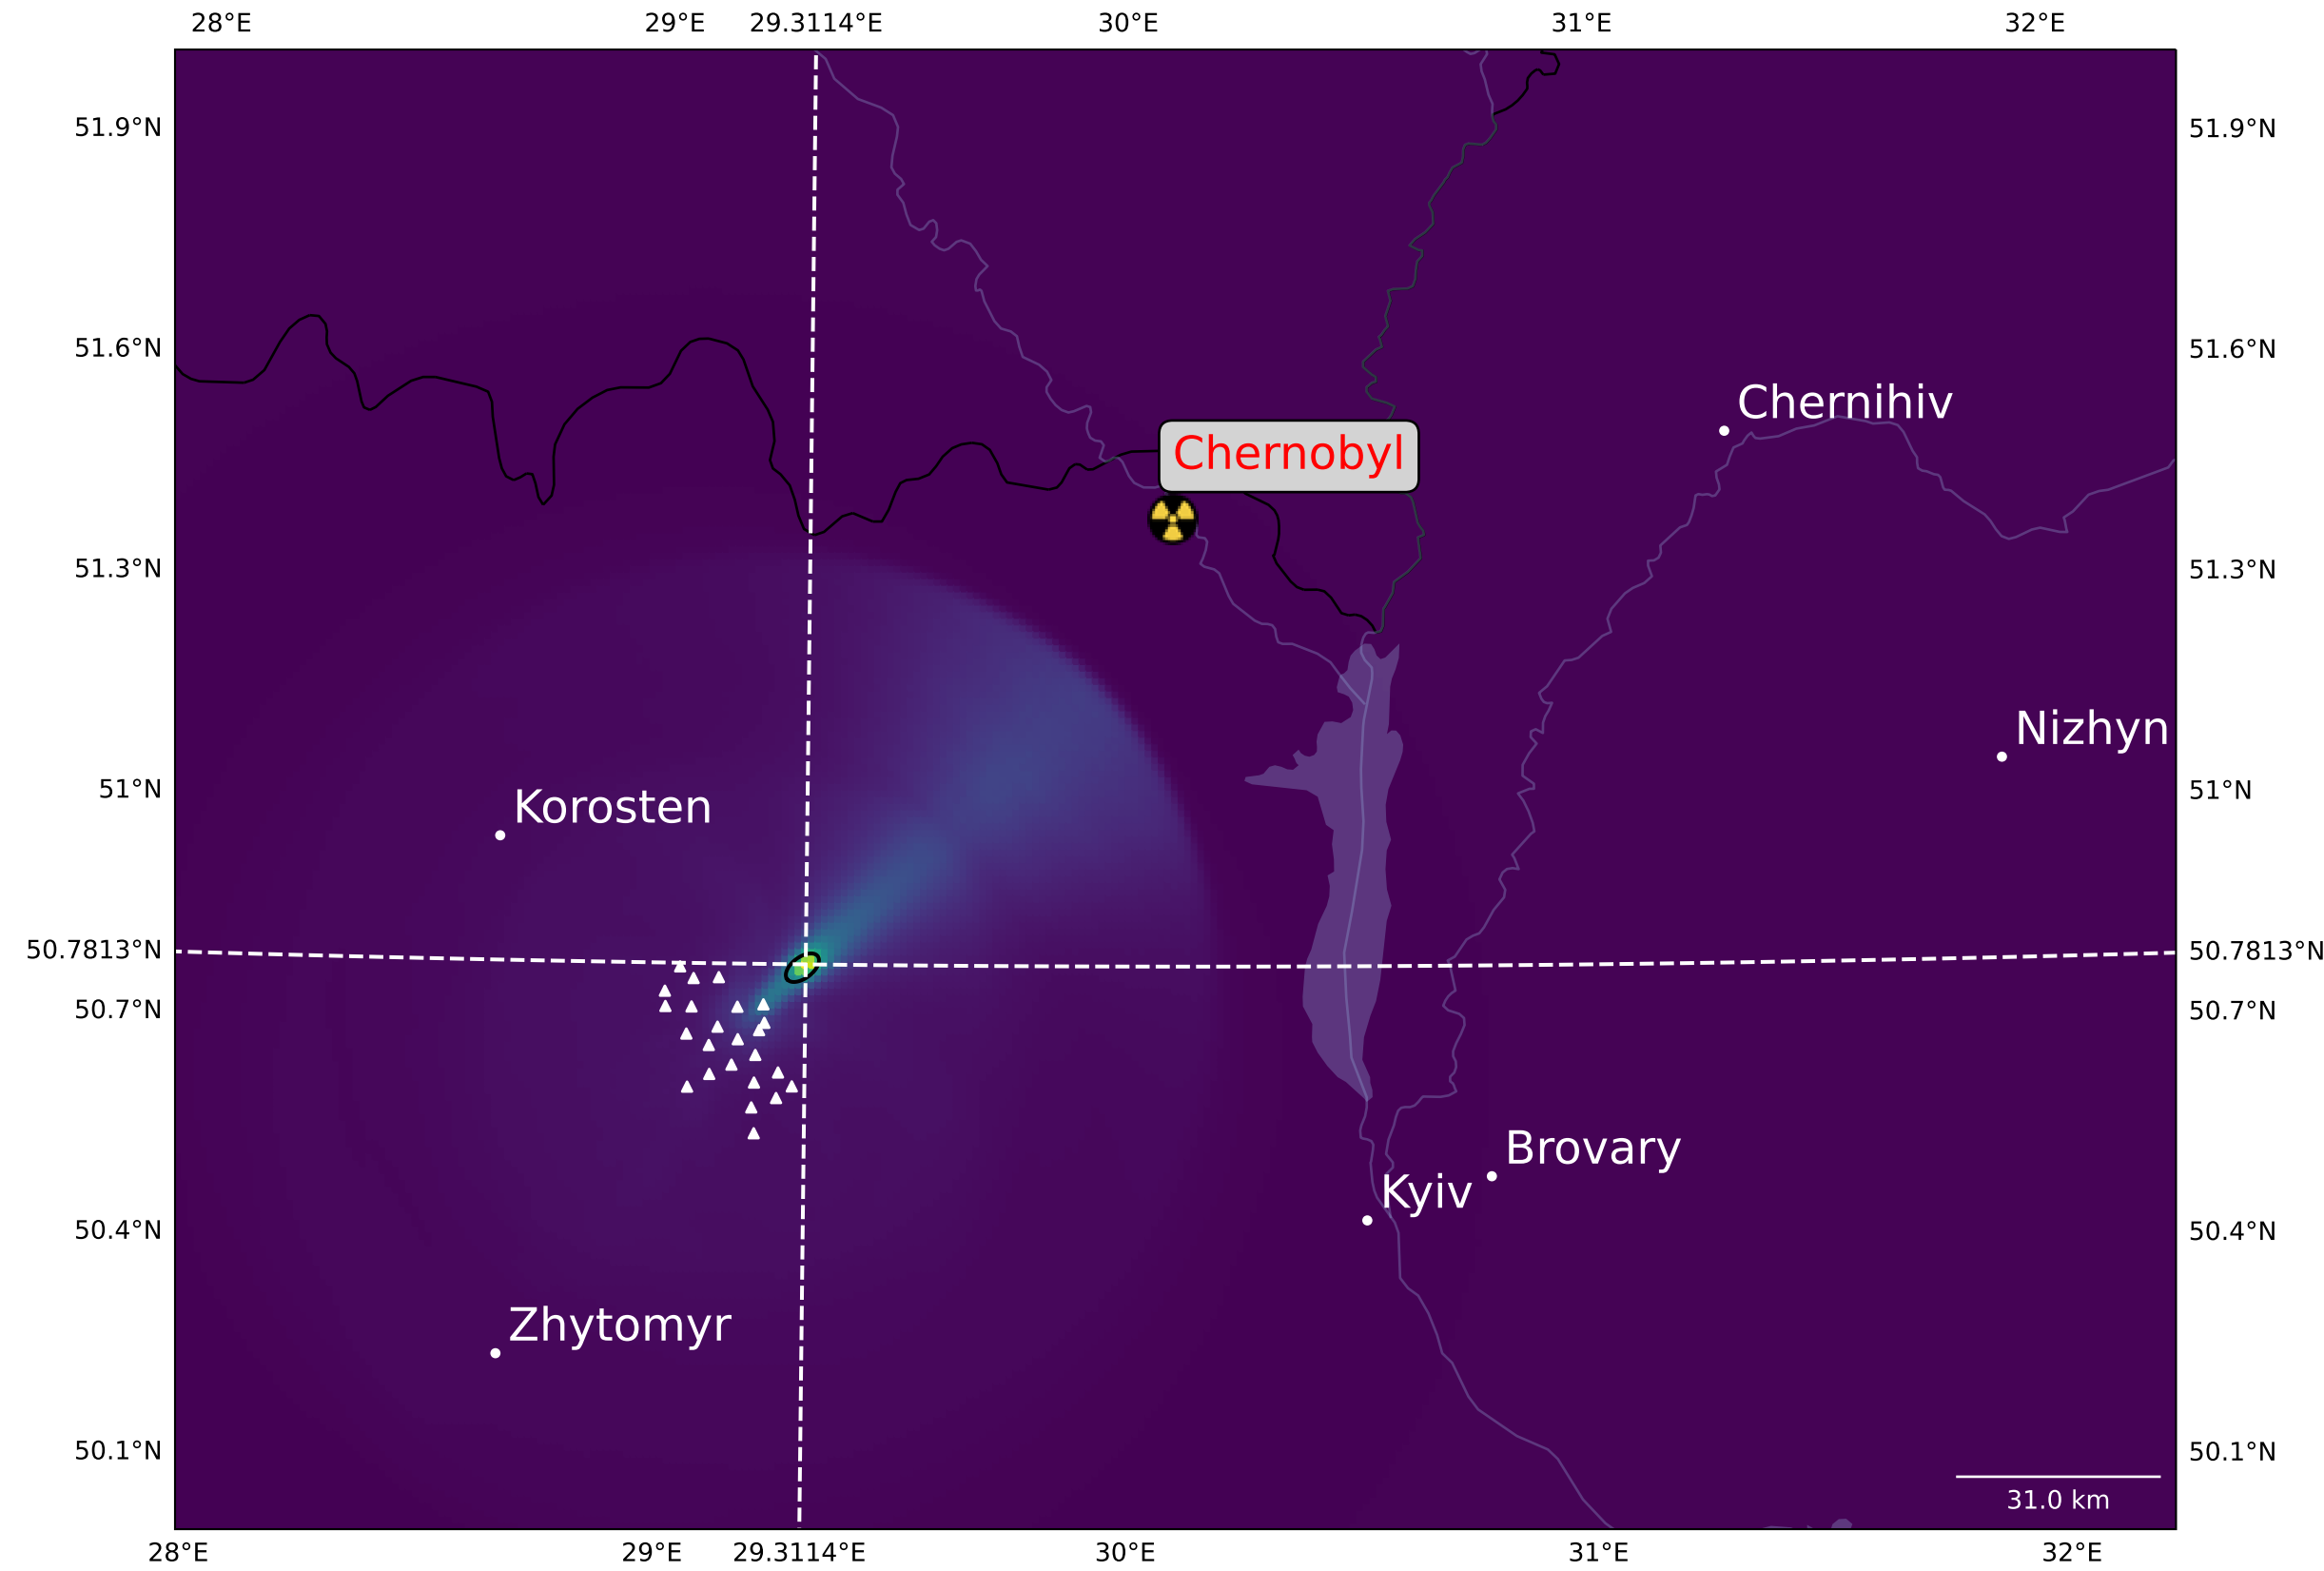 28°E 29°E 29.3114°E 30°E 31°E 32°E
51.9°N 51.9°N
51.6°N 51.6°N
Chernihiv
Chernobyl
51.3°N 51.3°N
Nizhyn
51°N 51°N
Korosten
50.7813°N 50.7813°N
50.7°N 50.7°N
Brovary
Kyiv
50.4°N 50.4°N
Zhytomyr
50.1°N 50.1°N
31.0 km
28°E 29°E 29.3114°E 30°E 31°E 32°E